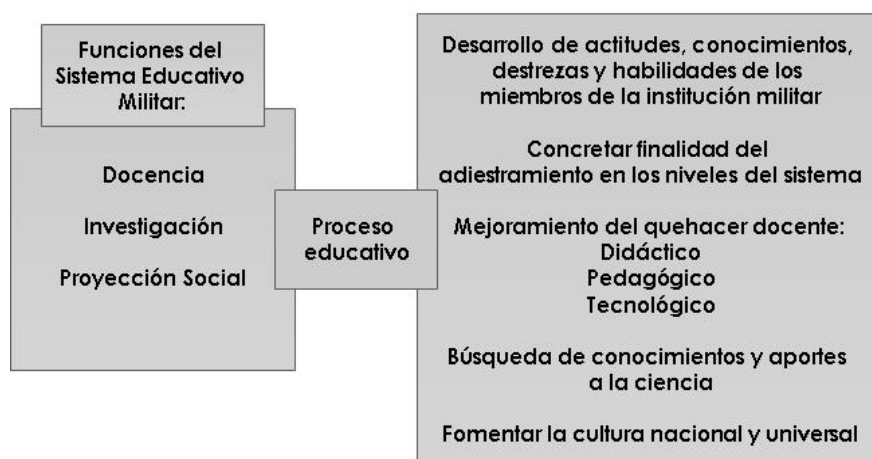 Funciones del
Sistema Educativo
Militar:
Docencia
Investigación
Proyección Social
Proceso
educativo
Desarrollo de actitudes, conocimientos,
destrezas y habilidades de los
miembros de la institución militar
Concretar finalidad del
adiestramiento en los niveles del sistema
Mejoramiento del quehacer docente:
Didáctico
Pedagógico
Tecnológico
Búsqueda de conocimientos y aportes
a la ciencia
Fomentar la cultura nacional y universal